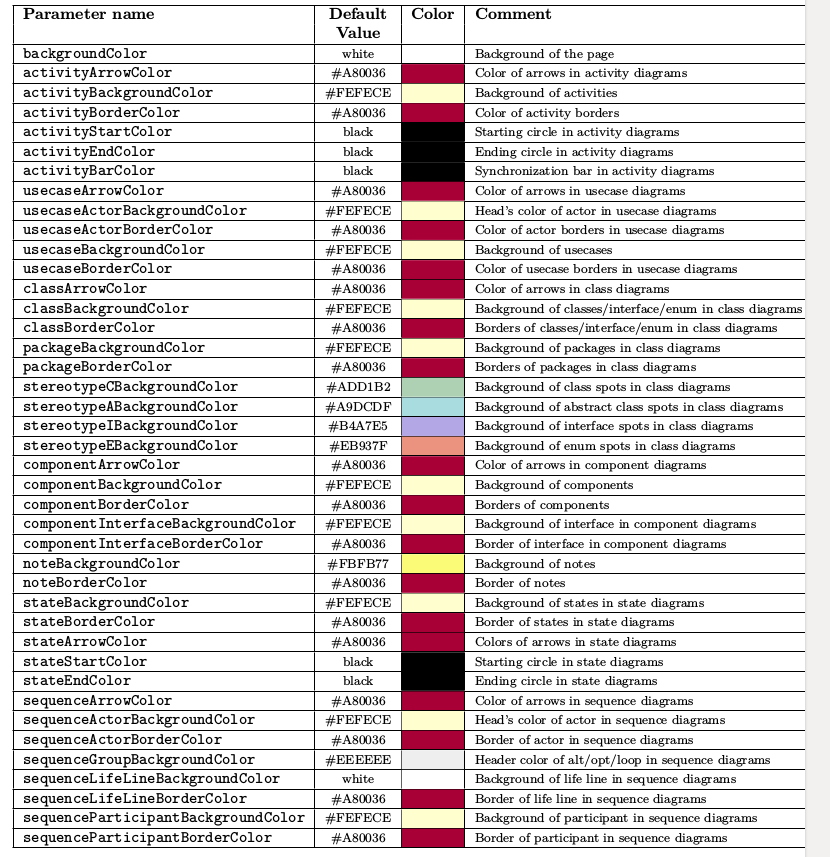 Parameter name Default Color Comment
Value
backgroundColor white Background of the page
activityArrowColor #A80036 Color of arrows in activity diagrams
activityBackgroundColor #FEFECE Background of activities
activityBorderColor #A80036 Color of activity borders
activityStartColor black Starting circle in activity diagrams
activityEndColor black Ending circle in activity diagrams
activityBarColor black Synchronization bar in activity diagrams
usecaseArrowColor #A80036 Color of arrows in usecase diagrams
usecaseActorBackgroundColor #FEFECE Head's color of actor in usecase diagrams
usecaseActorBorderColor #A80036 Color of actor borders in usecase diagrams
usecaseBackgroundColor #FEFECE Background of usecases
usecaseBorderColor #A80036 Color of usecase borders in usecase diagrams
classArrowColor #A80036 Color of arrows in class diagrams
classBackgroundColor #FEFECE Background of classes/interface/enum in class diagrams
classBorderColor #A80036 Borders of classes/interface/enum in class diagrams
packageBackgroundColor #FEFECE Background of packages in class diagrams
packageBorderColor #A80036 Borders of packages in class diagrams
stereotypeCBackgroundColor #ADD1B2 Background of class spots in class diagrams
stereotypeABackgroundColor #A9DCDF Background of abstract class spots in class diagrams
stereotypeIBackgroundColor #B4A7E5 Background of interface spots in class diagrams
stereotypeEBackgroundColor #EB937F Background of enum spots in class diagrams
componentArrowColor #A80036 Color of arrows in component diagrams
componentBackgroundColor #FEFECE Background of components
componentBorderColor #A80036 Borders of components
componentInterfaceBackgroundColor #FEFECE Background of interface in component diagrams
componentInterfaceBorderColor #A80036 Border of interface in component diagrams
noteBackgroundColor #FBFB77 Background of notes
noteBorderColor #A80036 Border of notes
stateBackgroundColor #FEFECE Background of states in state diagrams
stateBorderColor #A80036 Border of states in state diagrams
stateArrowColor #A80036 Colors of arrows in state diagrams
stateStartColor black Starting circle in state diagrams
stateEndColor black Ending circle in state diagrams
sequenceArrowColor #A80036 Color of arrows in sequence diagrams
sequenceActorBackgroundColor #FEFECE Head's color of actor in sequence diagrams
sequenceActorBorderColor #A80036 Border of actor in sequence diagrams
sequenceGroupBackgroundColor #EEEEEE Header color of alt/opt/loop in sequence diagrams
sequenceLifeLineBackgroundColor white Background of life line in sequence diagrams
sequenceLifeLineBorderColor #A80036 Border of life line in sequence diagrams
sequenceParticipantBackgroundColor #FEFECE Background of participant in sequence diagrams
sequenceParticipantBorderColor #A80036 Border of participant in sequence diagrams